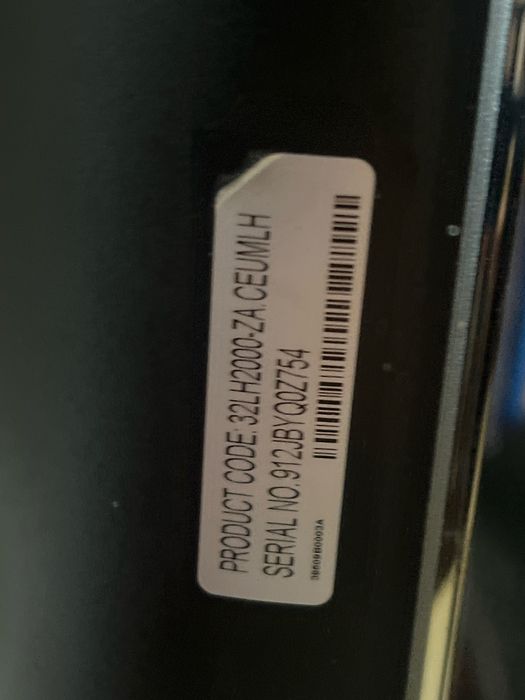 PRODUCT CODE: 32LH2000-ZA.CEUMLH
SERIAL NO. 912JBYQ0Z754